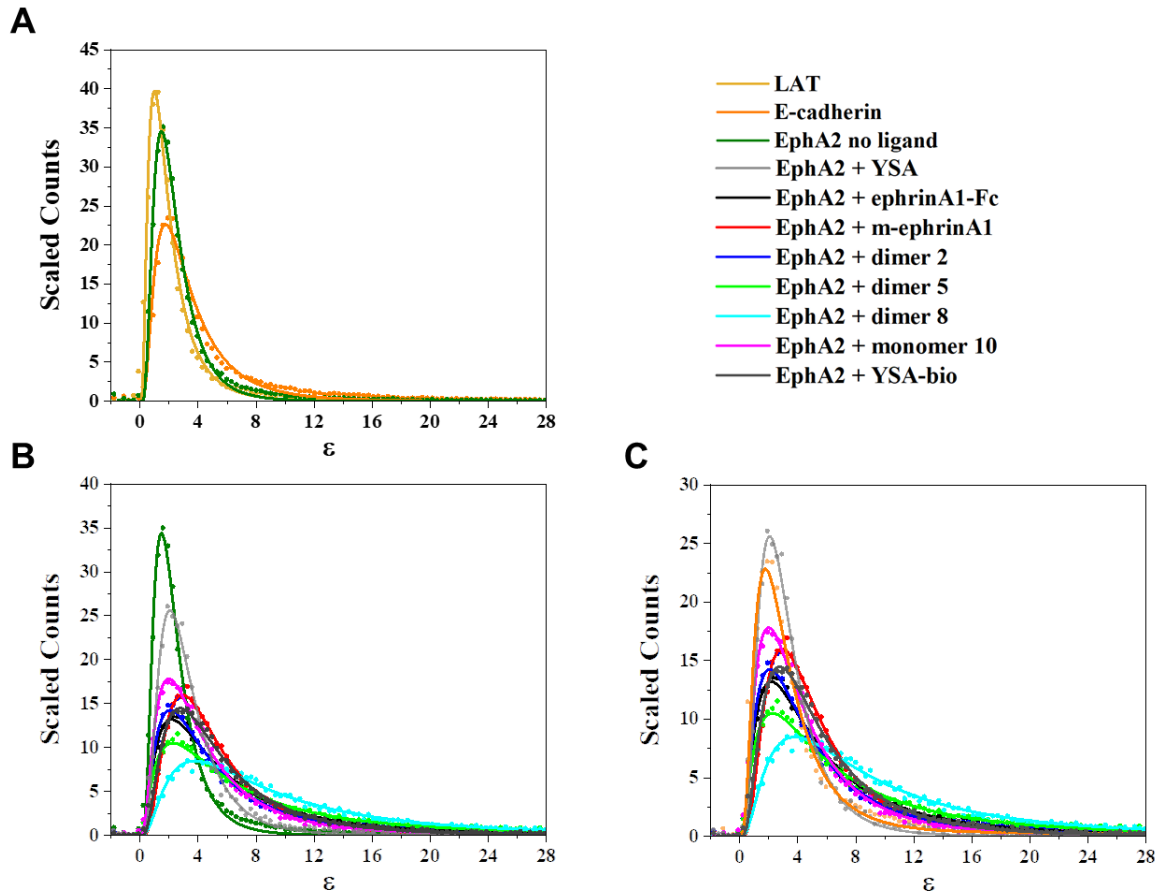 A
45
40
35
30
25
20
15
10
5
0
Scaled Counts
0 4 8 12 16 20 24 28
ε
LAT
E-cadherin
EphA2 no ligand
EphA2 + YSA
EphA2 + ephrinA1-Fc
EphA2 + m-ephrinA1
EphA2 + dimer 2
EphA2 + dimer 5
EphA2 + dimer 8
EphA2 + monomer 10
EphA2 + YSA-bio
B
40
35
30
25
20
15
10
5
0
Scaled Counts
0 4 8 12 16 20 24 28
ε
C
30
25
20
15
10
5
0
Scaled Counts
0 4 8 12 16 20 24 28
ε